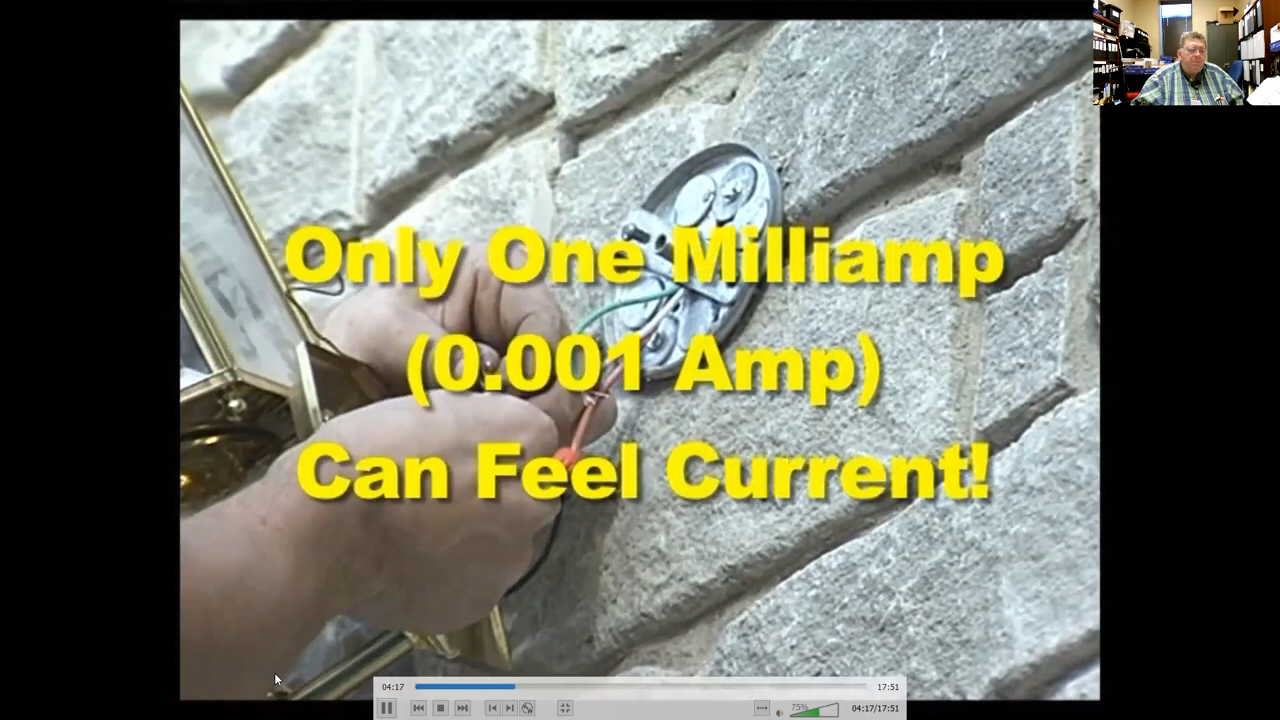 Only One Milliamp
(0.001 Amp)
Can Feel Current!
04:17
17:51
75%
04:17/17:51